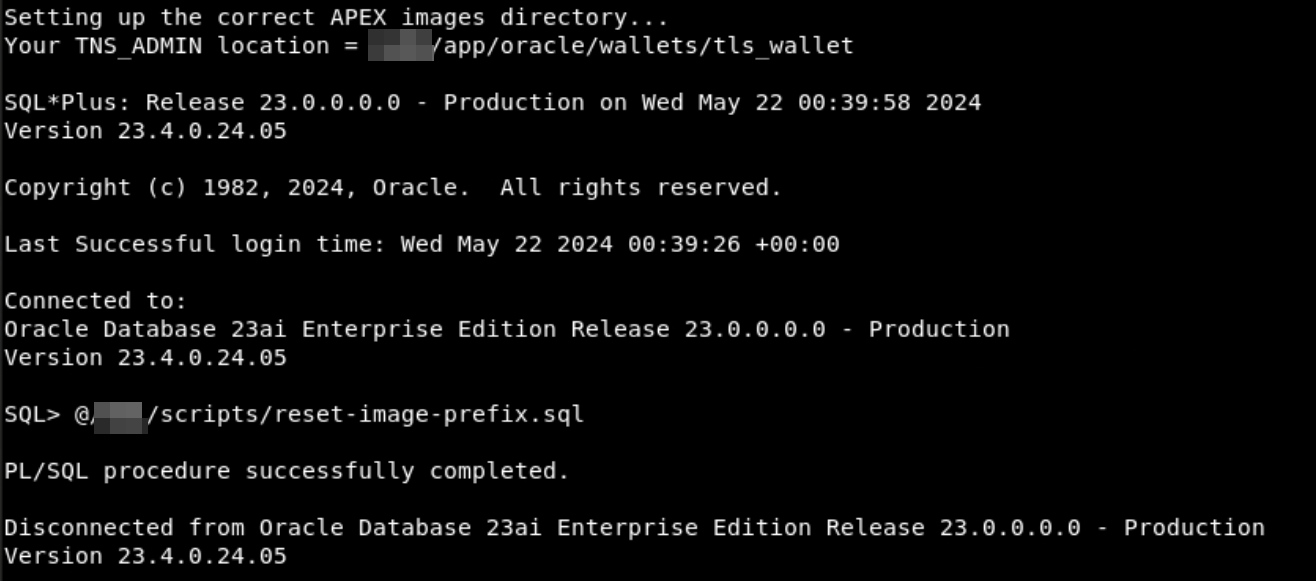 Setting up the correct APEX images directory...
Your TNS_ADMIN location = /app/oracle/wallets/tls_wallet
SQL*Plus: Release 23.0.0.0.0 - Production on Wed May 22 00:39:58 2024
Version 23.4.0.24.05
Copyright (c) 1982, 2024, Oracle.  All rights reserved.
Last Successful login time: Wed May 22 2024 00:39:26 +00:00
Connected to:
Oracle Database 23ai Enterprise Edition Release 23.0.0.0.0 - Production
Version 23.4.0.24.05
SQL> @/ /scripts/reset-image-prefix.sql
PL/SQL procedure successfully completed.
Disconnected from Oracle Database 23ai Enterprise Edition Release 23.0.0.0.0 - Production
Version 23.4.0.24.05